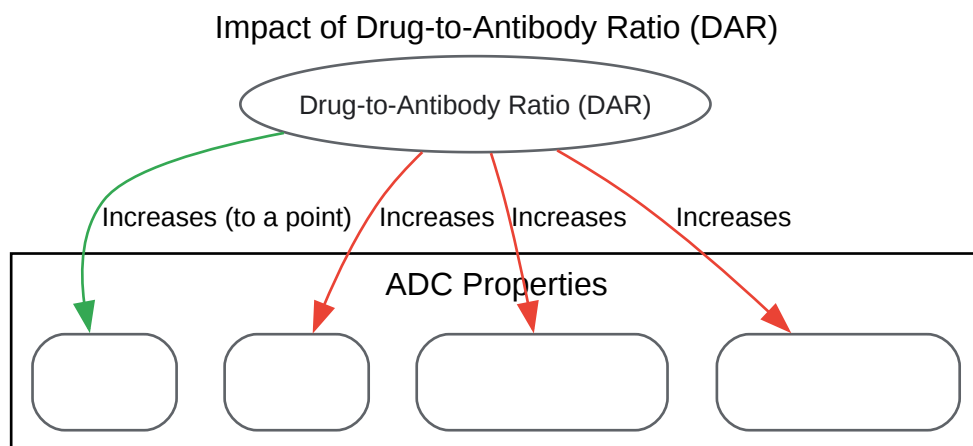 Impact of Drug-to-Antibody Ratio (DAR)
Drug-to-Antibody Ratio (DAR)
Increases (to a point)
Increases
Increases
Increases
ADC Properties